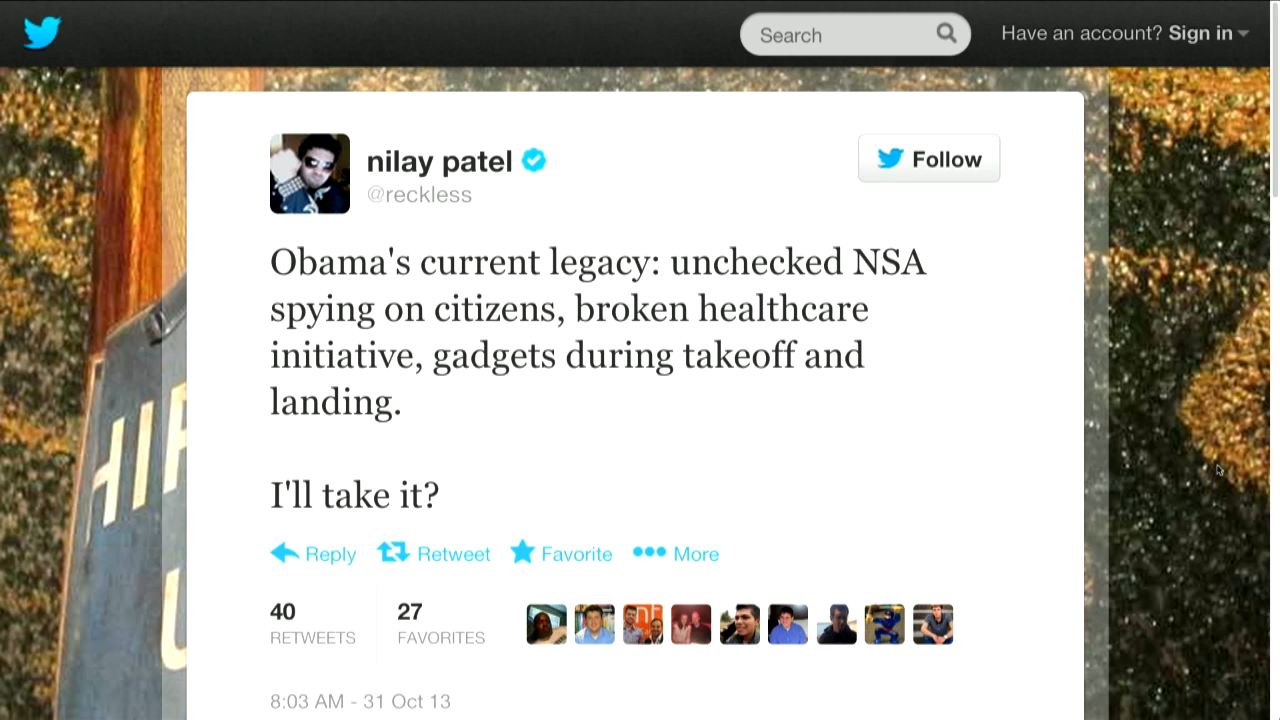 Search
Have an account? Sign in
nilay patel
@reckless
Follow
Obama's current legacy: unchecked NSA
spying on citizens, broken healthcare
initiative, gadgets during takeoff and
landing.
I'll take it?
Reply Retweet Favorite More
40 27
RETWEETS FAVORITES
8:03 AM - 31 Oct 13